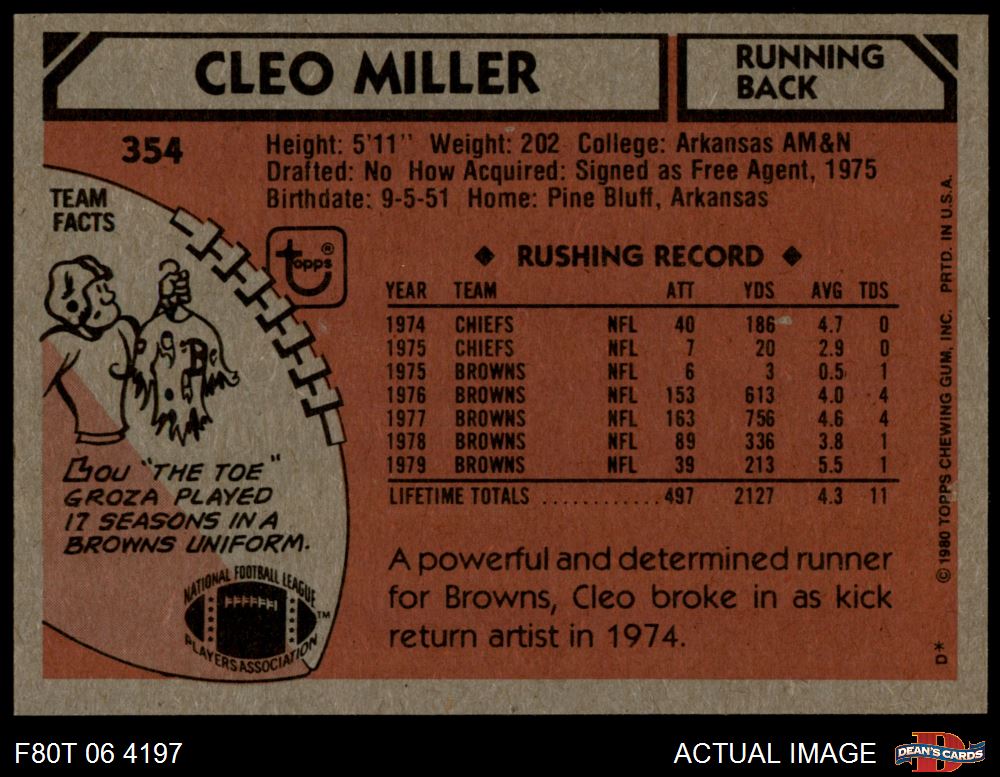 CLEO MILLER
RUNNING
BACK
354
Height: 5'11" Weight: 202 College: Arkansas AM&N
Drafted: No How Acquired: Signed as Free Agent, 1975
Birthdate: 9-5-51 Home: Pine Bluff, Arkansas
TEAM
FACTS
topps®
◆ RUSHING RECORD ◆
YEAR TEAM ATT YDS AVG TDS
1974 CHIEFS NFL 40 186 4.7 0
1975 CHIEFS NFL 7 20 2.9 0
1975 BROWNS NFL 6 3 0.5 1
1976 BROWNS NFL 153 613 4.0 4
1977 BROWNS NFL 163 756 4.6 4
1978 BROWNS NFL 89 336 3.8 1
1979 BROWNS NFL 39 213 5.5 1
LIFETIME TOTALS ............ 497 2127 4.3 11
LOU "THE TOE"
GROZA PLAYED
17 SEASONS IN A
BROWNS UNIFORM.
NATIONAL FOOTBALL LEAGUE
PLAYERS ASSOCIATION
™
A powerful and determined runner
for Browns, Cleo broke in as kick
return artist in 1974.
© 1980 TOPPS CHEWING GUM, INC. PRTD. IN U.S.A.
D*
F80T 06 4197
ACTUAL IMAGE
D
DEAN'S CARDS